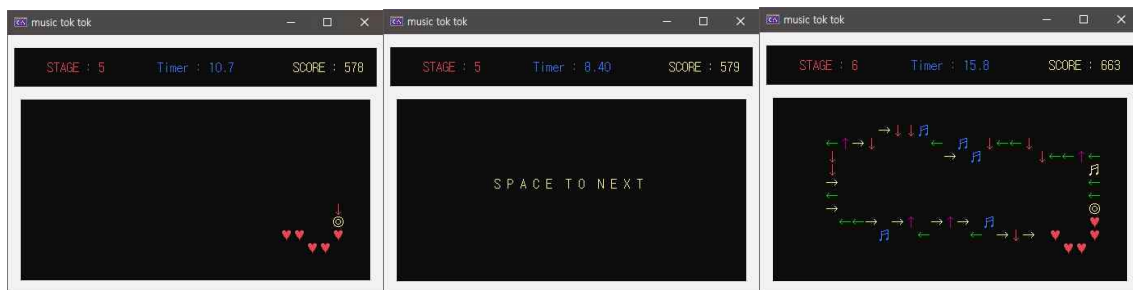 music tok tok
STAGE : 5 Timer : 10.7 SCORE : 578
music tok tok
STAGE : 5 Timer : 8.40 SCORE : 579
SPACE TO NEXT
music tok tok
STAGE : 6 Timer : 15.8 SCORE : 663